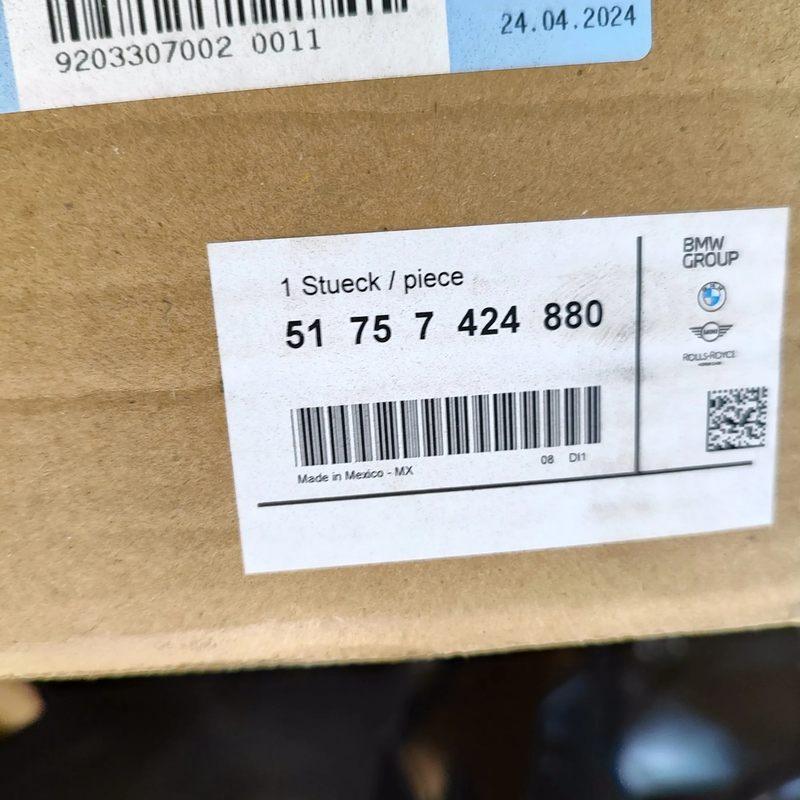 9203307002 0011
24.04.2024
1 Stueck / piece
51 75 7 424 880
Made in Mexico - MX
08 DI1
BMW
GROUP
MINI
ROLLS-ROYCE